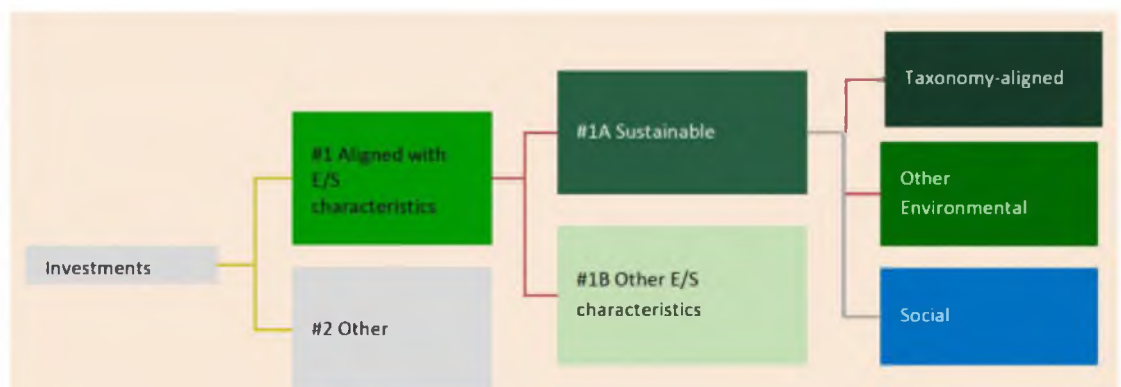 Investments
#1 Aligned with
E/S
characteristics
#2 Other
#1A Sustainable
#1B Other E/S
characteristics
Taxonomy-aligned
Other
Environmental
Social